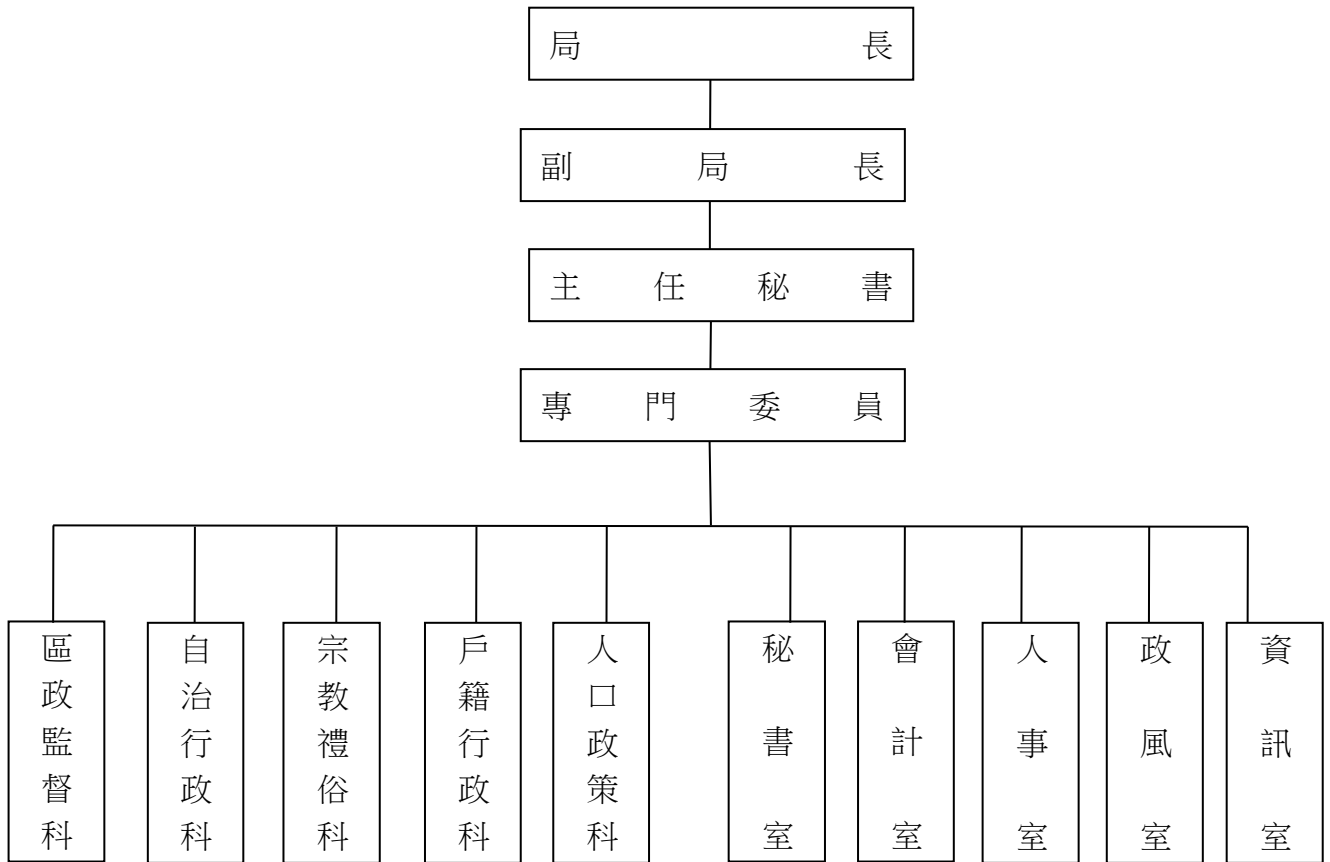 局長
副局長
主任秘書
專門委員
區政監督科
自治行政科
宗教禮俗科
戶籍行政科
人口政策科
秘書室
會計室
人事室
政風室
資訊室